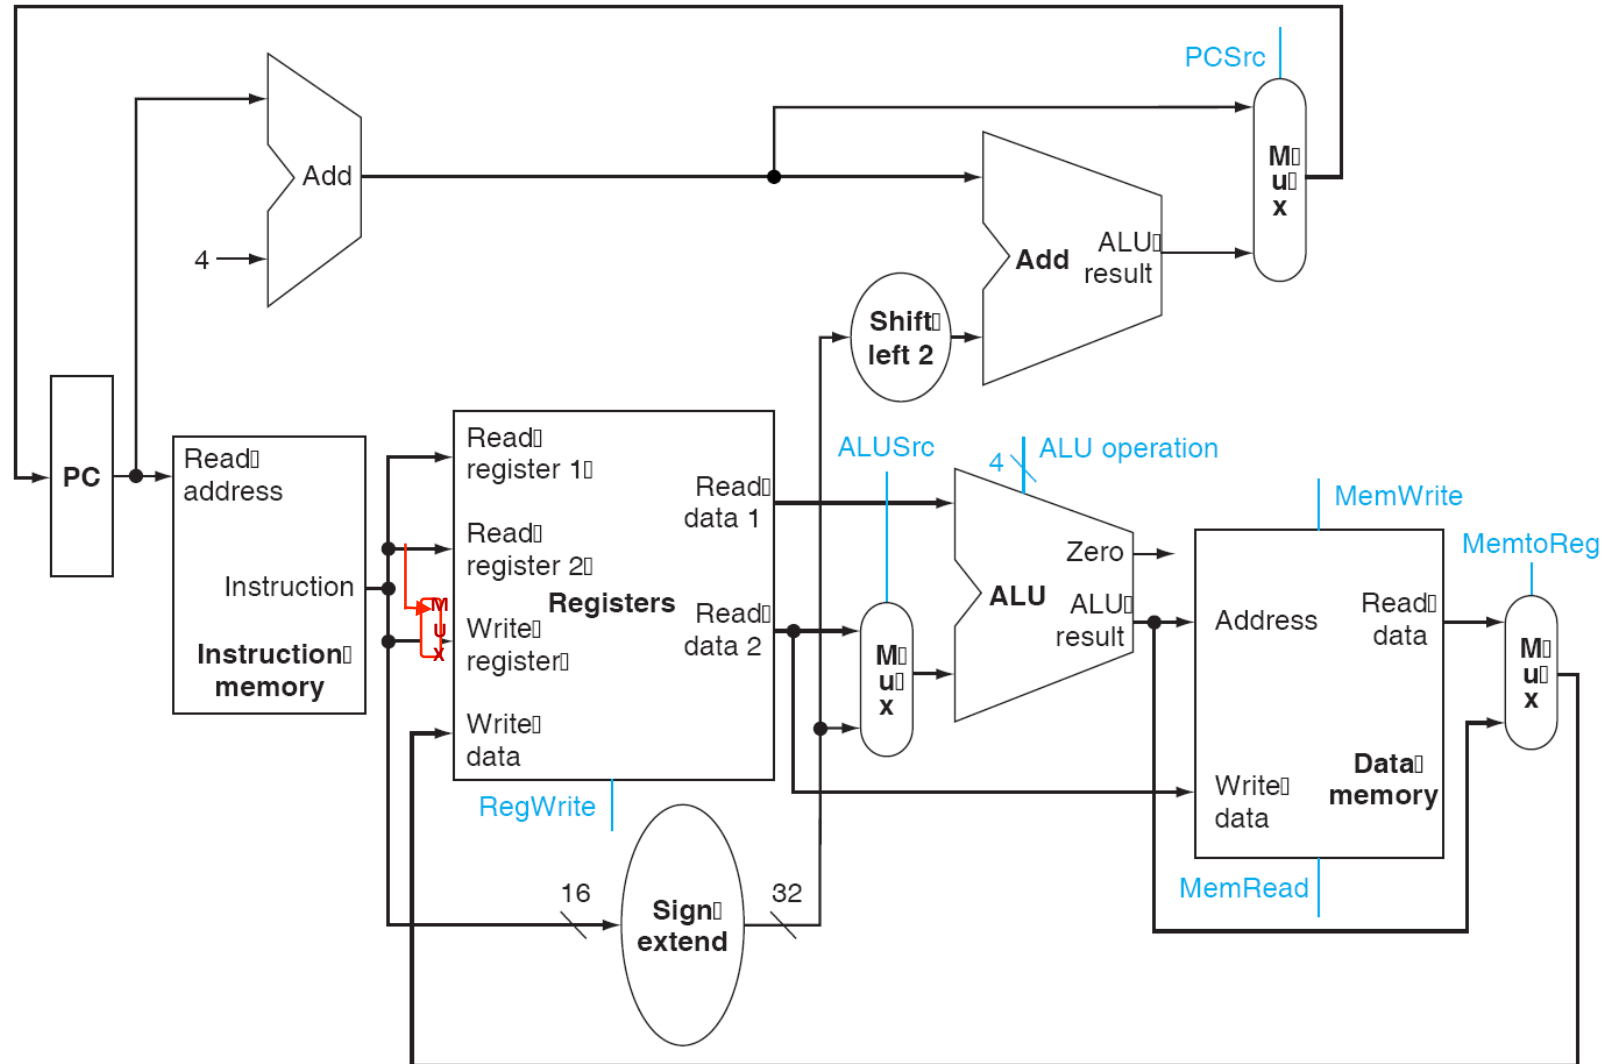 PCSrc
M
u
x
Add
Add
ALU
result
4
Shift
left 2
PC
Read
address
Instruction
Instruction
memory
Read
register 1
Read
register 2
Write
register
Write
data
Registers
Read
data 1
Read
data 2
M
U
X
RegWrite
16
Sign
extend
32
ALUSrc
M
u
x
4
ALU operation
Zero
ALU
ALU
result
MemWrite
Address
Read
data
Write
data
Data
memory
MemRead
MemtoReg
M
u
x